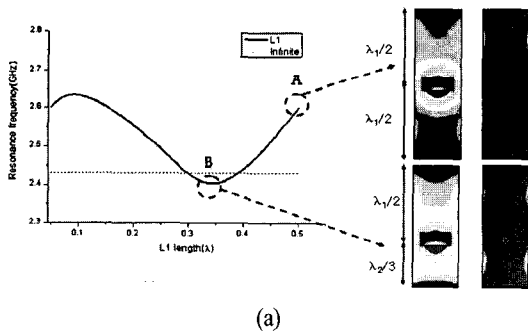 L1
Infinite
2.8
2.7
2.6
2.5
2.4
2.3
Resonance frequency(GHz)
0.1
0.2
0.3
0.4
0.5
L1 length(λ)
A
B
λ₁/2
λ₁/2
λ₁/2
λ₂/3
(a)